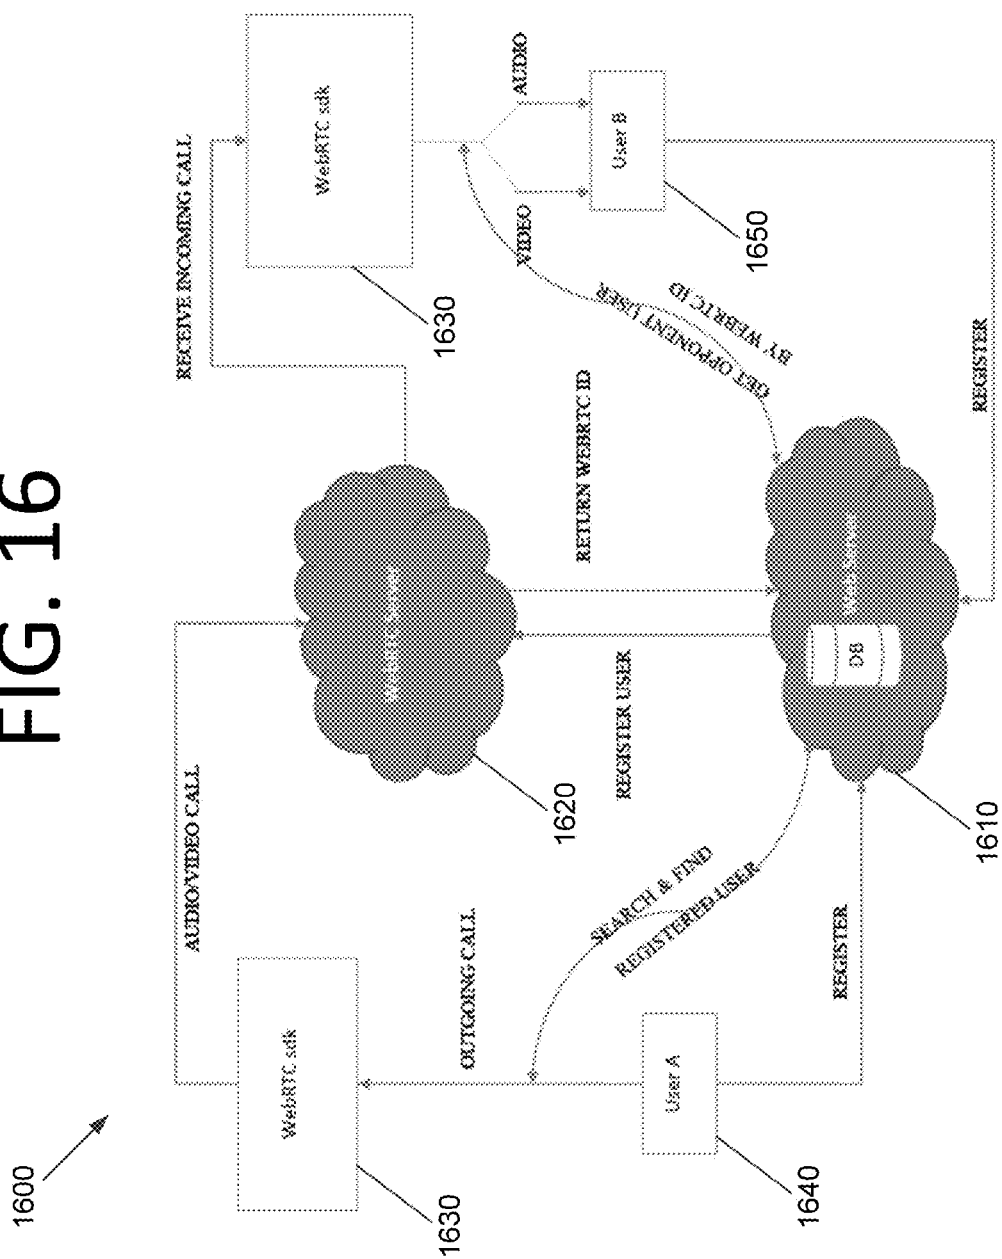 FIG. 16
1600
AUDIO/VIDEO CALL
RECEIVE INCOMING CALL
WebRTC sdk
1630
WebRTC sdk
1630
OUTGOING CALL
1620
SEARCH & FIND
REGISTERED USER
REGISTER USER
RETURN WEBRTC ID
VIDEO
AUDIO
GET OPPONENT USER
BY WEBRTC ID
User A
1640
User B
1650
REGISTER
DB
Web Server
1610
REGISTER